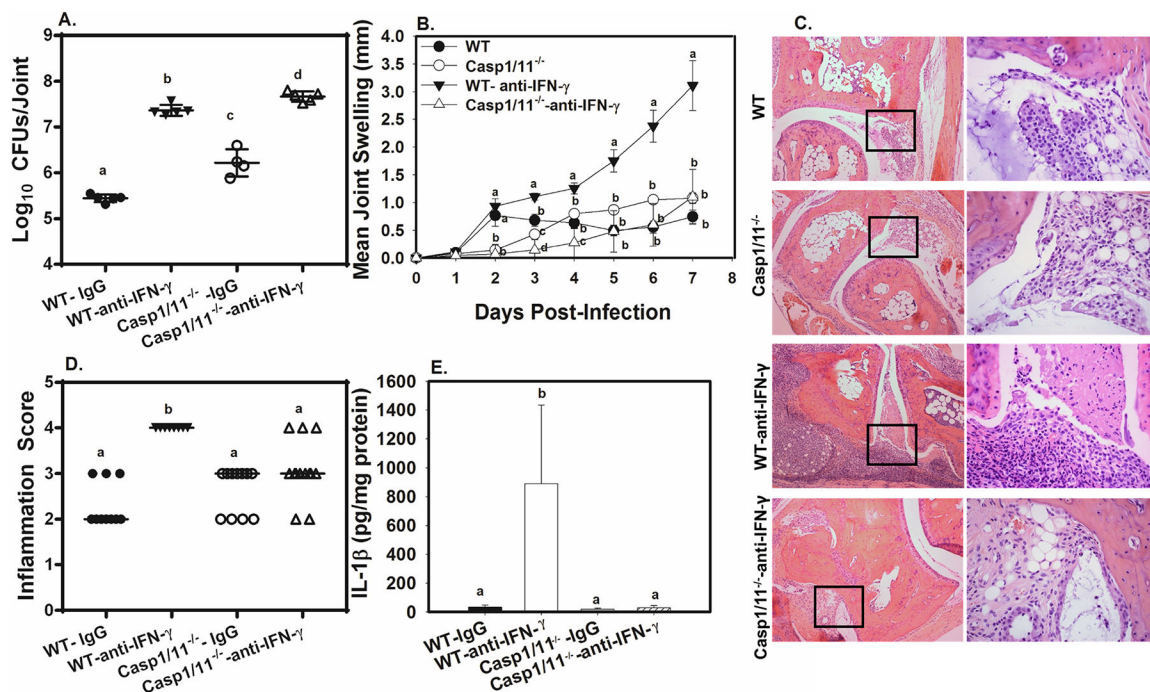 A.
Log10 CFUs/Joint
9
8
7
6
5
4
a
b
c
d
WT- IgG
WT-anti-IFN-γ
Casp1/11-/- -IgG
Casp1/11-/--anti-IFN-γ
B.
Mean Joint Swelling (mm)
4.0
3.5
3.0
2.5
2.0
1.5
1.0
0.5
0.0
WT
Casp1/11-/-
WT- anti-IFN-γ
Casp1/11-/--anti-IFN-γ
a
a
a
a
a
a
a
b
b
b
b
b
b
b
c
b
b
b
b
d
c
b
b
0
1
2
3
4
5
6
7
8
Days Post-Infection
C.
WT
Casp1/11-/-
WT-anti-IFN-γ
Casp1/11-/--anti-IFN-γ
D.
Inflammation Score
5
4
3
2
1
0
a
b
a
a
WT- IgG
WT-anti-IFN-γ
Casp1/11-/- -IgG
Casp1/11-/--anti-IFN-γ
E.
IL-1β (pg/mg protein)
1600
1400
1200
1000
800
600
400
200
0
a
b
a
a
WT-IgG
WT-anti-IFN-γ
Casp1/11-/- -IgG
Casp1/11-/--anti-IFN-γ